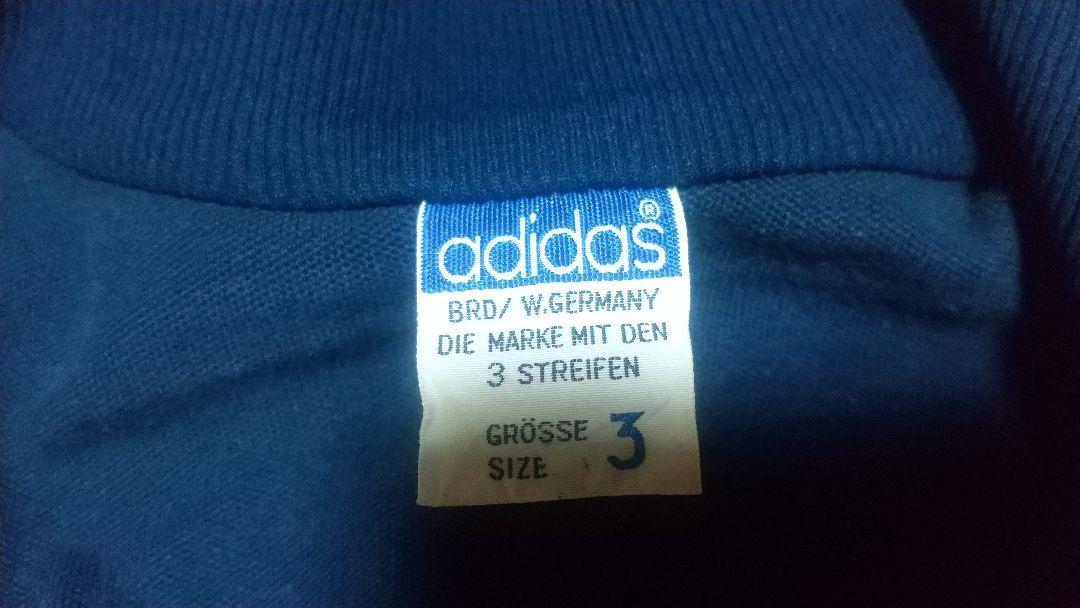 adidas®
BRD/ W.GERMANY
DIE MARKE MIT DEN
3 STREIFEN
GRÖSSE 3
SIZE